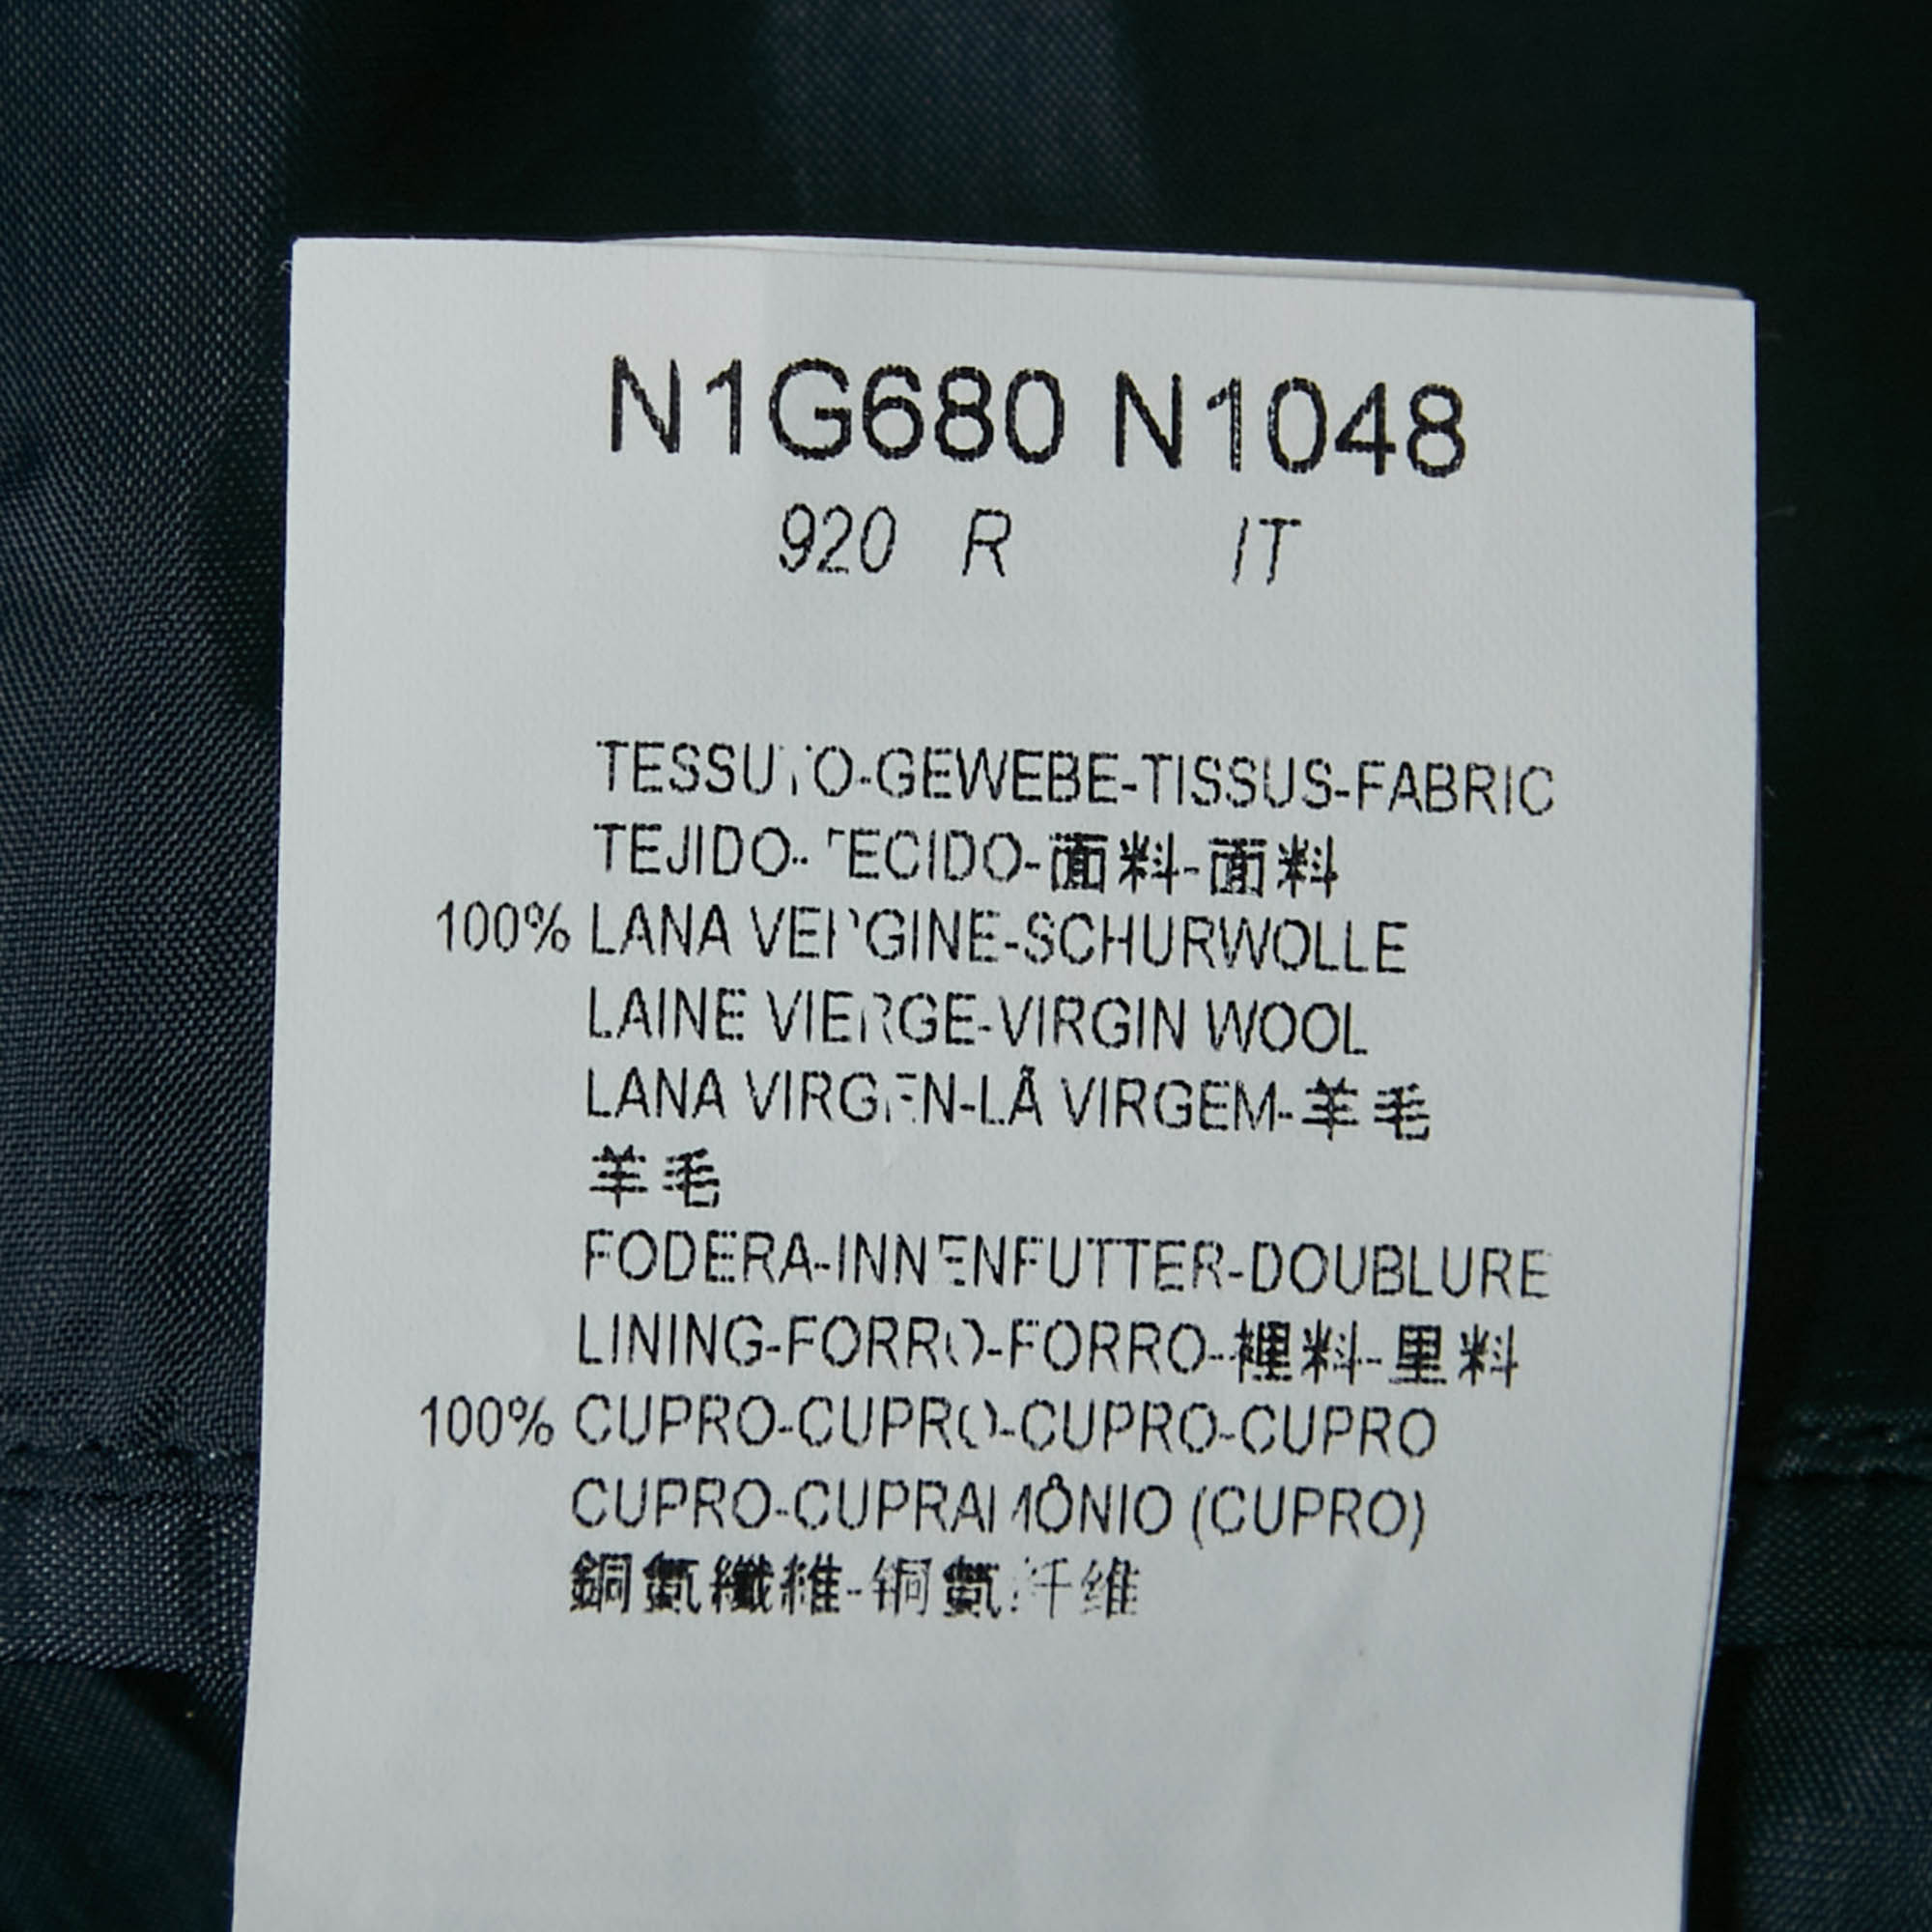 N1G680 N1048
920 R IT
TESSUTO-GEWEBE-TISSUS-FABRIC
TEJIDO-TECIDO-面料-面料
100% LANA VERGINE-SCHURWOLLE
LAINE VIERGE-VIRGIN WOOL
LANA VIRGEN-LÃ VIRGEM-羊毛
羊毛
FODERA-INNENFUTTER-DOUBLURE
LINING-FORRO-FORRO-裡料-里料
100% CUPRO-CUPRO-CUPRO-CUPRO
CUPRO-CUPRAMÔNIO (CUPRO)
銅氨纖維-铜氨纤维